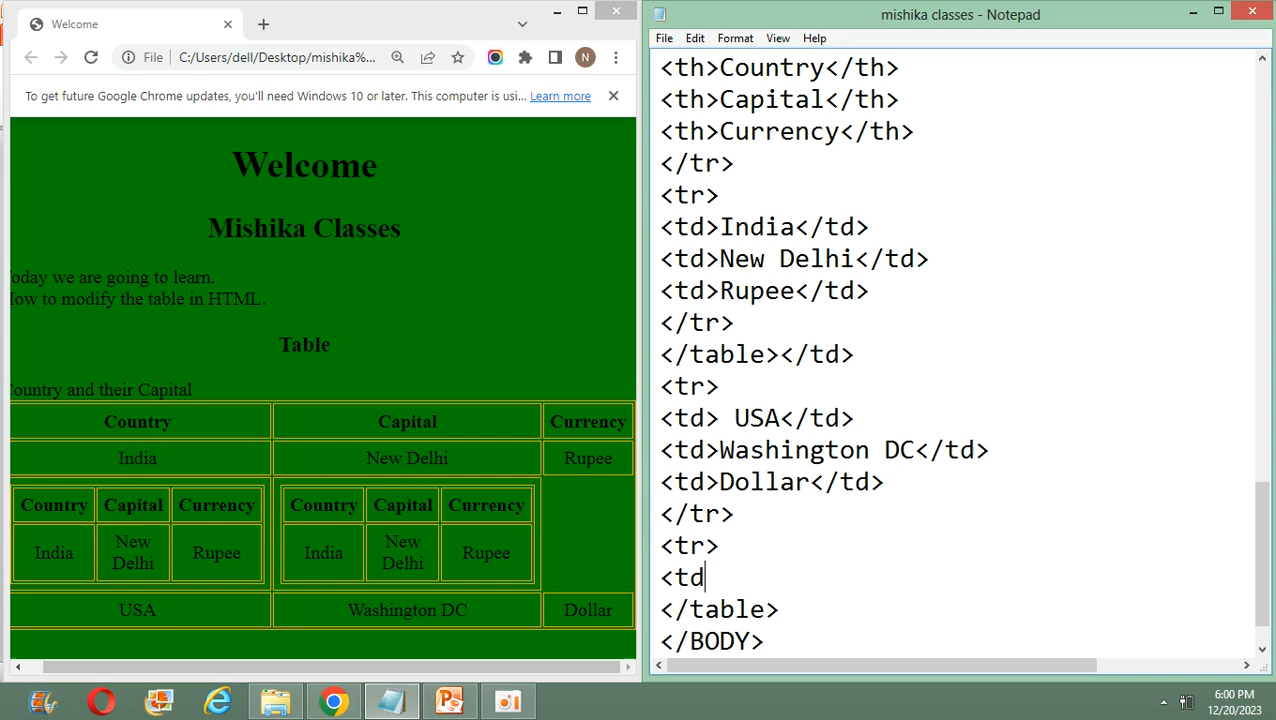 Welcome
File C:/Users/dell/Desktop/mishika%...
N
To get future Google Chrome updates, you'll need Windows 10 or later. This computer is usi... Learn more
Welcome
Mishika Classes
oday we are going to learn.
ow to modify the table in HTML.
Table
ountry and their Capital
Country Capital Currency
India New Delhi Rupee
Country Capital Currency Country Capital Currency
India New Delhi Rupee India New Delhi Rupee
USA Washington DC Dollar
mishika classes - Notepad
File Edit Format View Help
<th>Country</th>
<th>Capital</th>
<th>Currency</th>
</tr>
<tr>
<td>India</td>
<td>New Delhi</td>
<td>Rupee</td>
</tr>
</table></td>
<tr>
<td> USA</td>
<td>Washington DC</td>
<td>Dollar</td>
</tr>
<tr>
<td
</table>
</BODY>
6:00 PM
12/20/2023